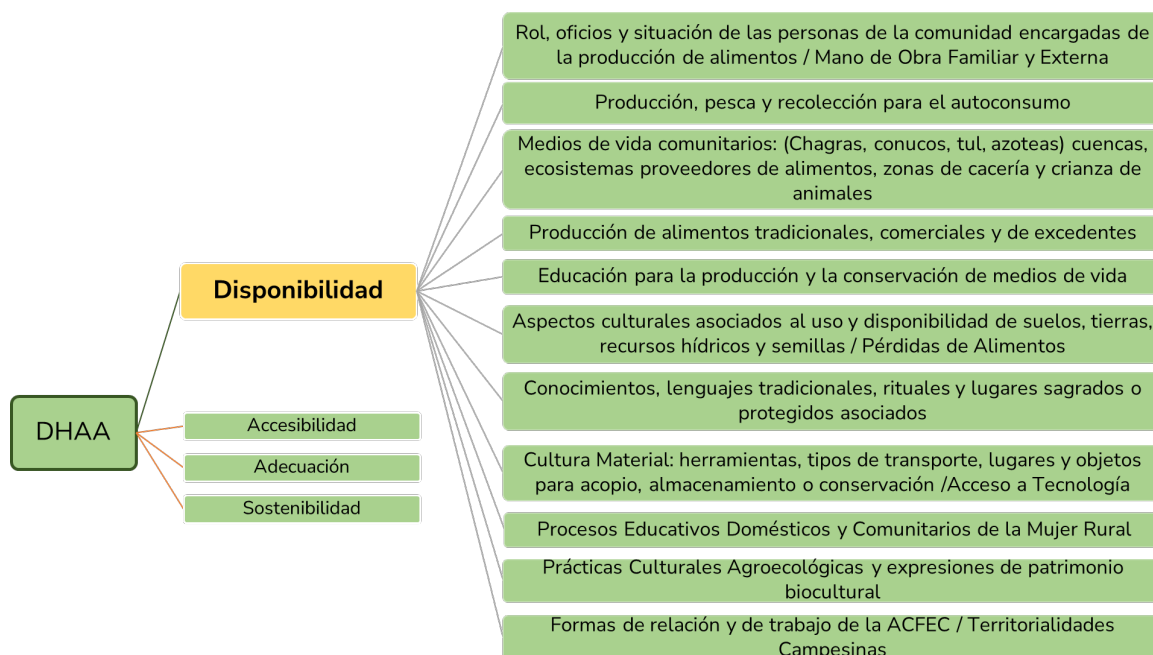 DHAA
Disponibilidad
Accesibilidad
Adecuación
Sostenibilidad
Rol, oficios y situación de las personas de la comunidad encargadas de
la producción de alimentos / Mano de Obra Familiar y Externa
Producción, pesca y recolección para el autoconsumo
Medios de vida comunitarios: (Chagras, conucos, tul, azoteas) cuencas,
ecosistemas proveedores de alimentos, zonas de cacería y crianza de
animales
Producción de alimentos tradicionales, comerciales y de excedentes
Educación para la producción y la conservación de medios de vida
Aspectos culturales asociados al uso y disponibilidad de suelos, tierras,
recursos hídricos y semillas / Pérdidas de Alimentos
Conocimientos, lenguajes tradicionales, rituales y lugares sagrados o
protegidos asociados
Cultura Material: herramientas, tipos de transporte, lugares y objetos
para acopio, almacenamiento o conservación /Acceso a Tecnología
Procesos Educativos Domésticos y Comunitarios de la Mujer Rural
Prácticas Culturales Agroecológicas y expresiones de patrimonio
biocultural
Formas de relación y de trabajo de la ACFEC / Territorialidades
Campesinas